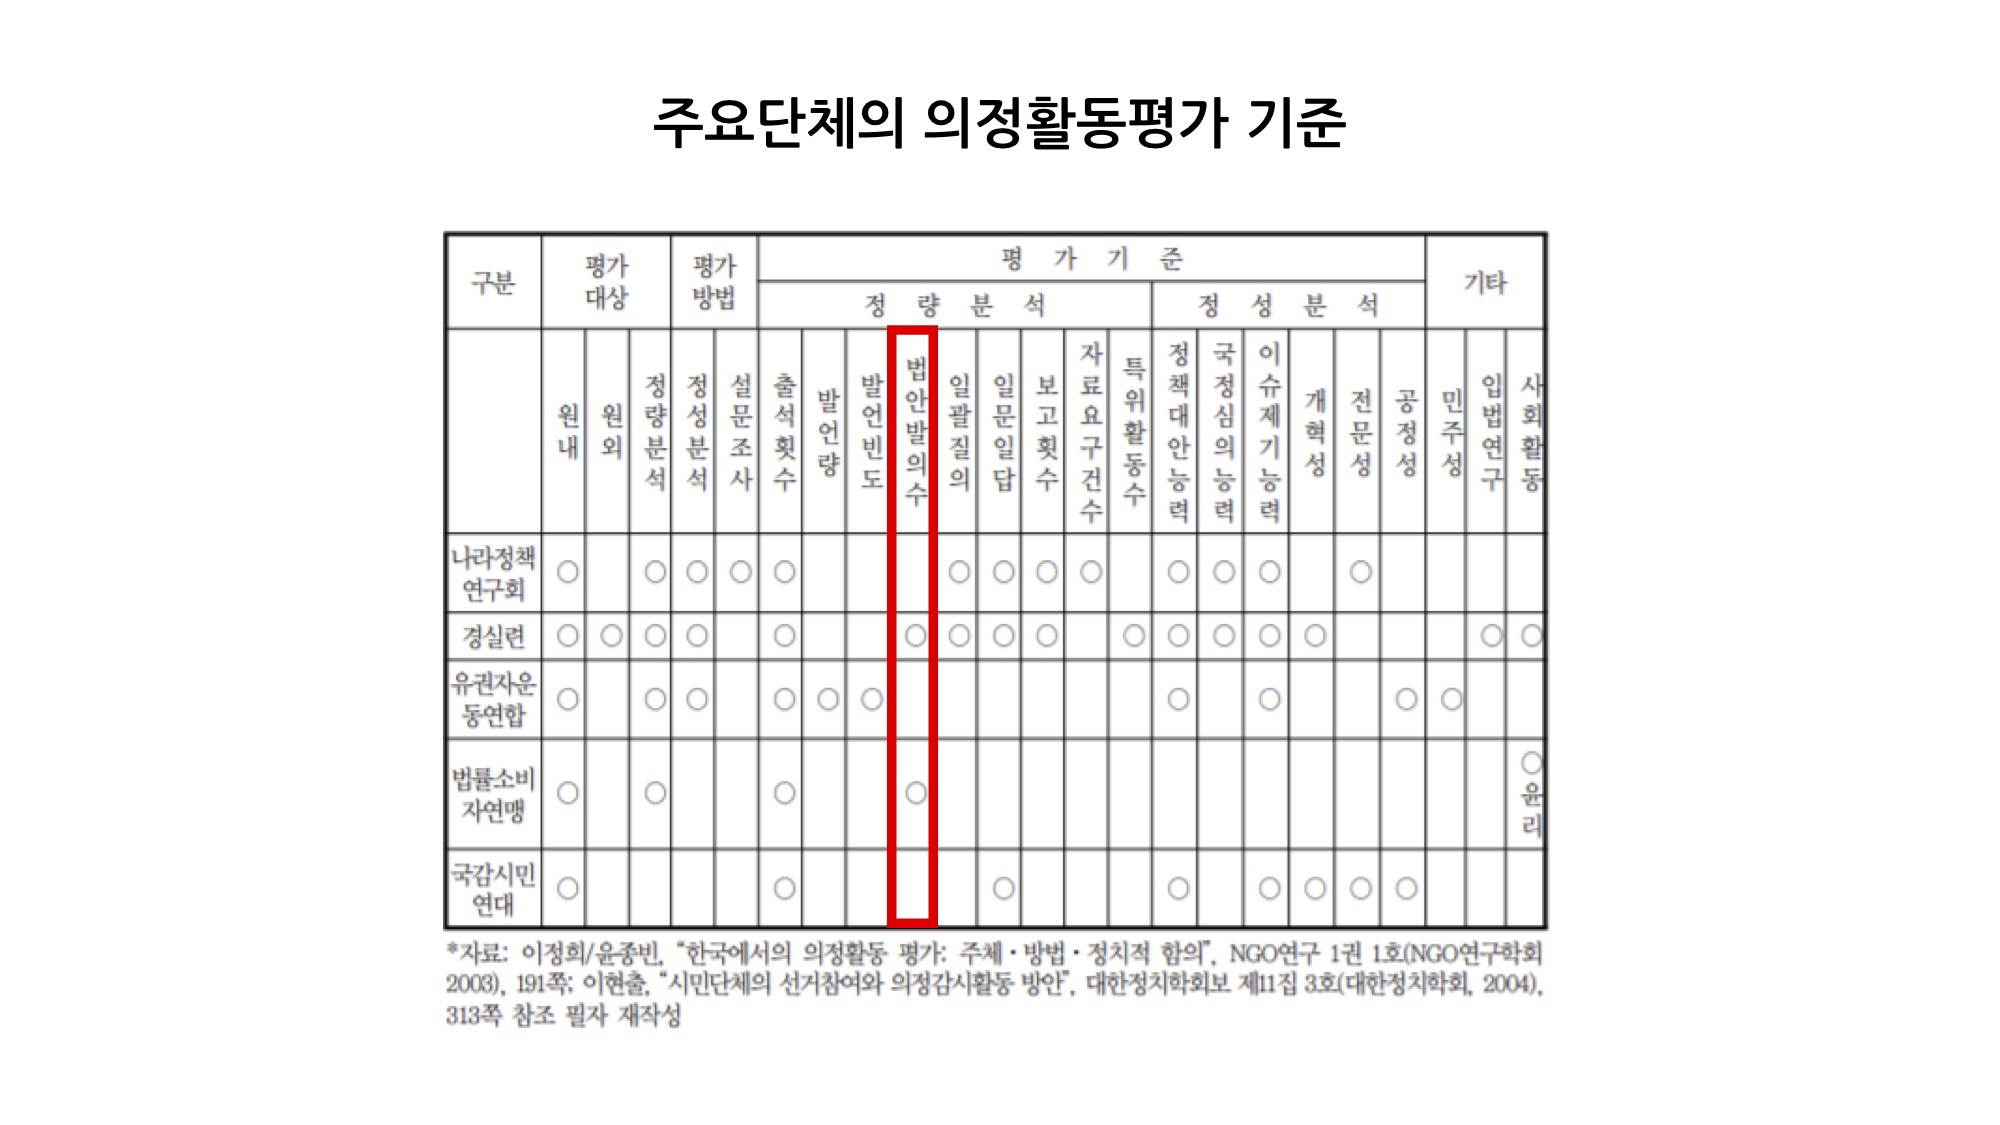 주요단체의 의정활동평가 기준
구분
평가
대상
평가
방법
평 가 기 준
기타
정 량 분 석
정 성 분 석
원내
원외
정량분석
정성분석
설문조사
출석횟수
발언량
발언빈도
법안발의수
일괄질의
일문일답
보고횟수
자료요구건수
특위활동수
정책대안능력
국정심의능력
이슈제기능력
개혁성
전문성
공정성
민주성
입법연구
사회활동
나라정책
연구회
○ ○ ○ ○ ○ ○ ○ ○ ○ ○ ○ ○ ○
경실련
○ ○ ○ ○ ○ ○ ○ ○ ○ ○ ○ ○ ○ ○ ○ ○
유권자운
동연합
○ ○ ○ ○ ○ ○ ○ ○ ○ ○
법률소비
자연맹
○ ○ ○ ○ ○
윤리
국감시민
연대
○ ○ ○ ○ ○ ○ ○ ○
*자료: 이정희/윤종빈, “한국에서의 의정활동 평가: 주체·방법·정치적 함의”, NGO연구 1권 1호(NGO연구학회
2003), 191쪽; 이현출, “시민단체의 선거참여와 의정감시활동 방안”, 대한정치학회보 제11집 3호(대한정치학회, 2004),
313쪽 참조 필자 재작성